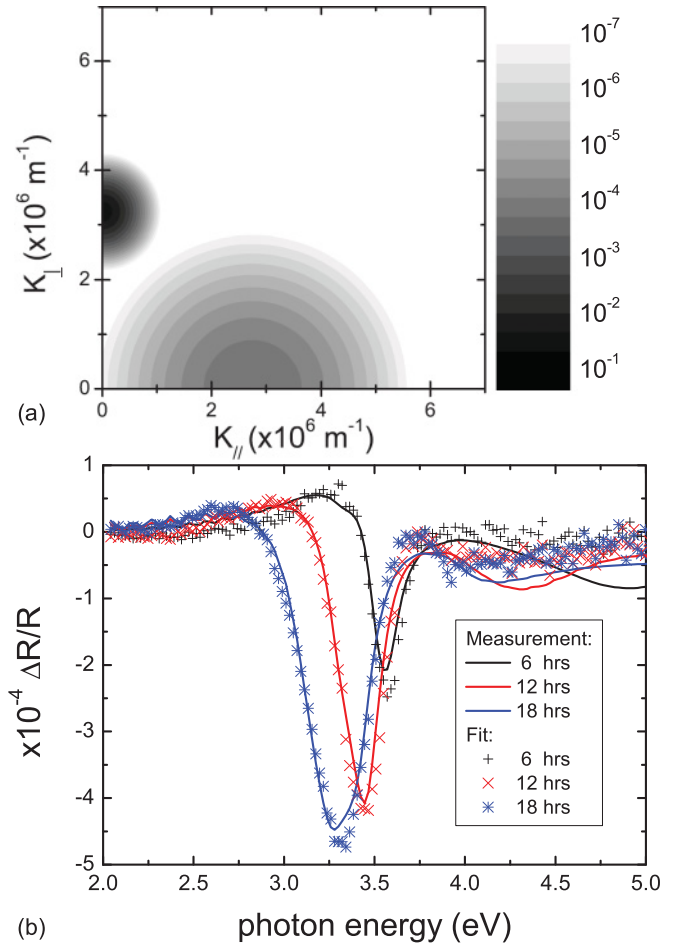 10⁻⁷
10⁻⁶
10⁻⁵
10⁻⁴
10⁻³
10⁻²
10⁻¹
6
4
2
0
K⊥ (x10⁶ m⁻¹)
0 2 4 6
K// (x10⁶ m⁻¹)
(a)
1
0
-1
-2
-3
-4
-5
x10⁻⁴ ΔR/R
Measurement:
6 hrs
12 hrs
18 hrs
Fit:
6 hrs
12 hrs
18 hrs
2.0 2.5 3.0 3.5 4.0 4.5 5.0
(b)
photon energy (eV)